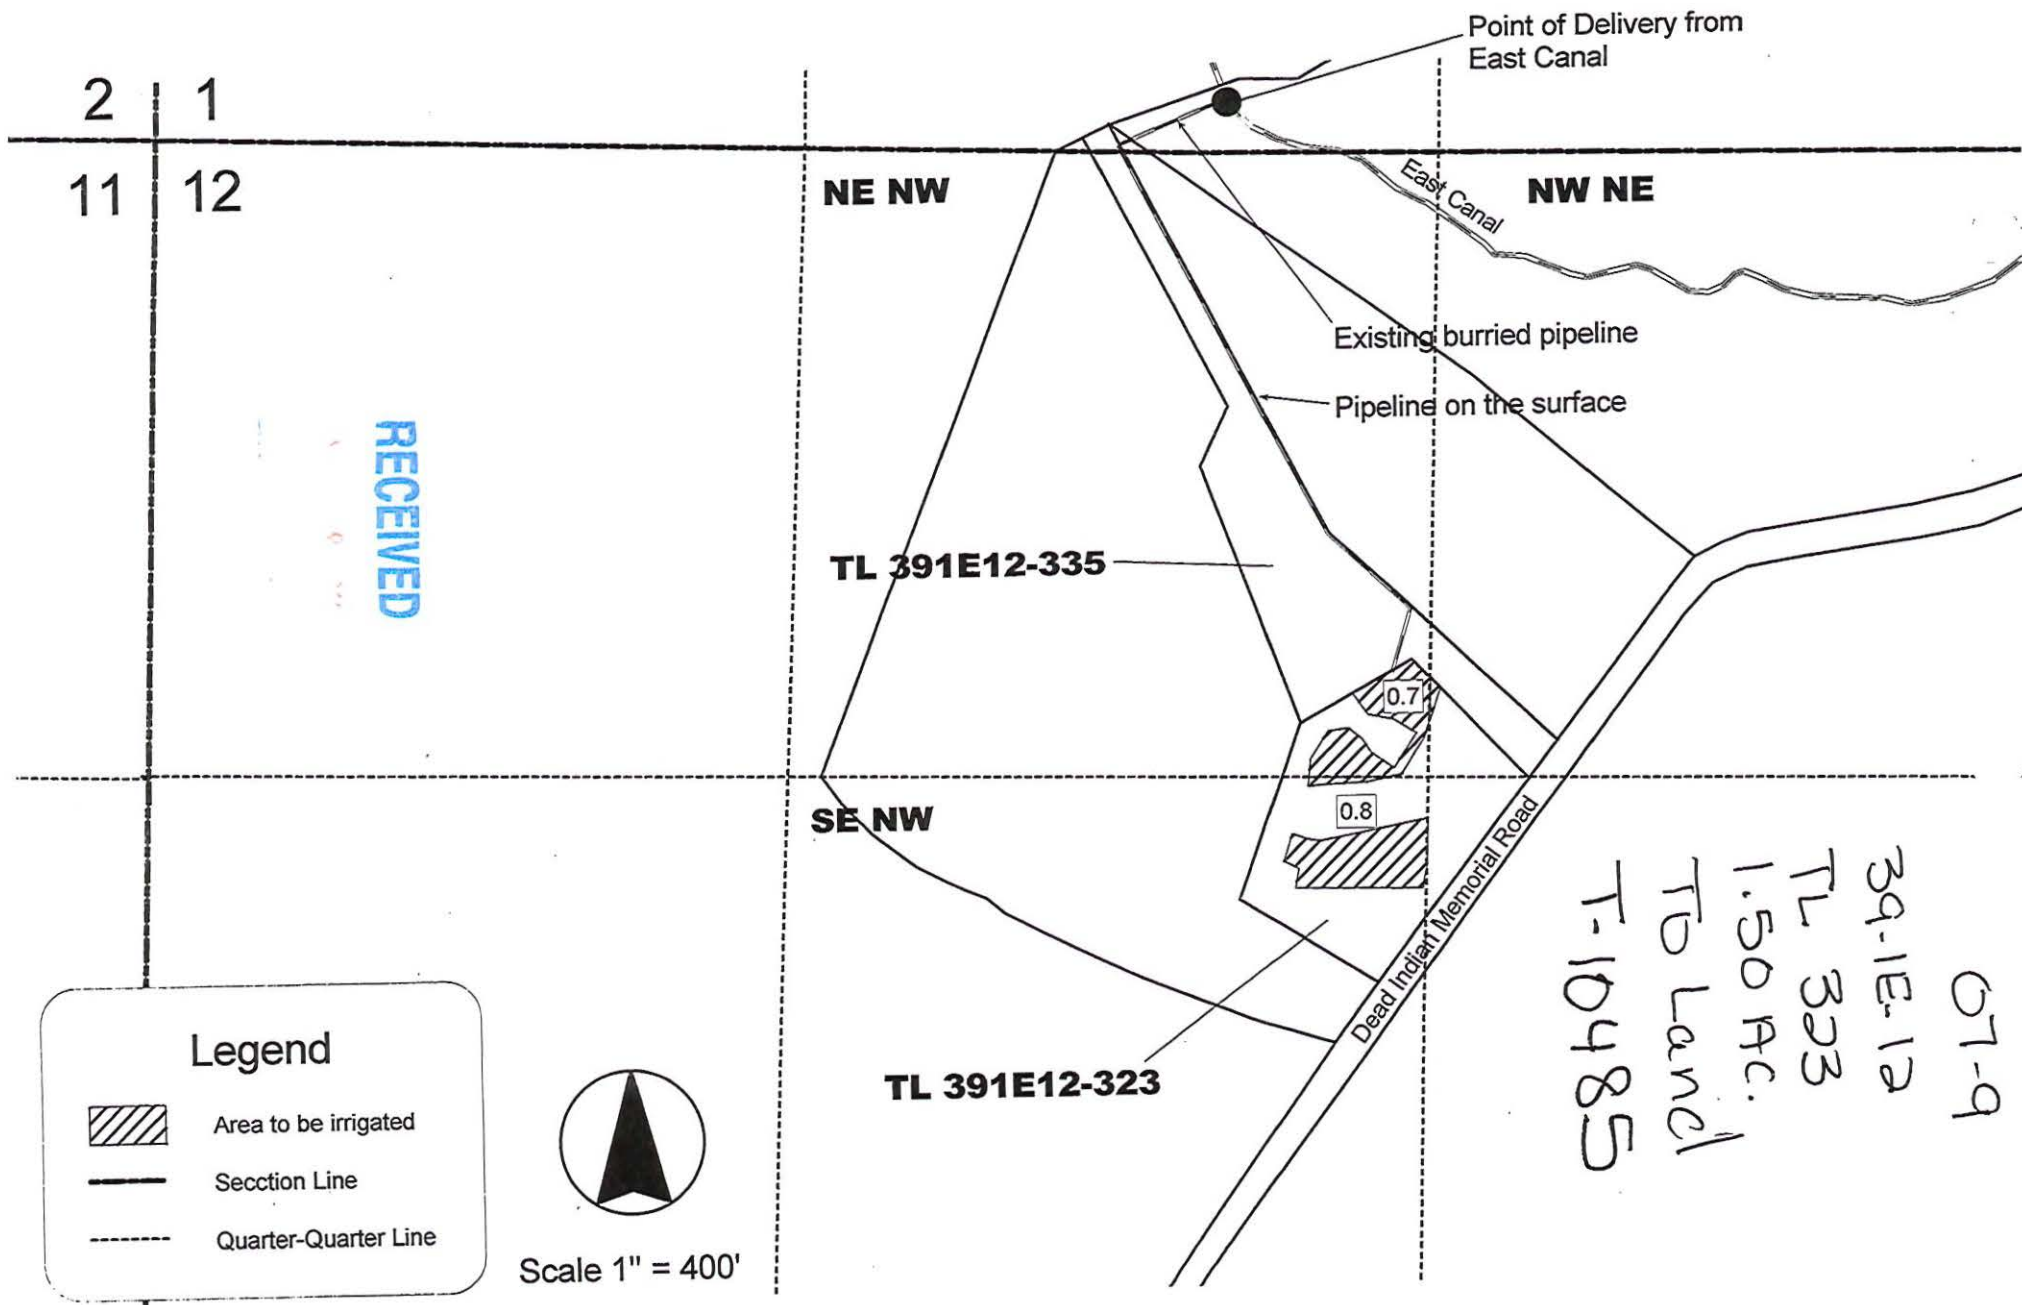 Point of Delivery from
East Canal
2
1
11
12
NE NW
NW NE
East Canal
Existing burried pipeline
Pipeline on the surface
RECEIVED
TL 391E12-335
0.7
SE NW
0.8
Dead Indian Memorial Road
TL 391E12-323
67-9
39-1E-12
TL 323
1.50 AC.
To Land
T-10485
Legend
Area to be irrigated
Secction Line
Quarter-Quarter Line
Scale 1" = 400'